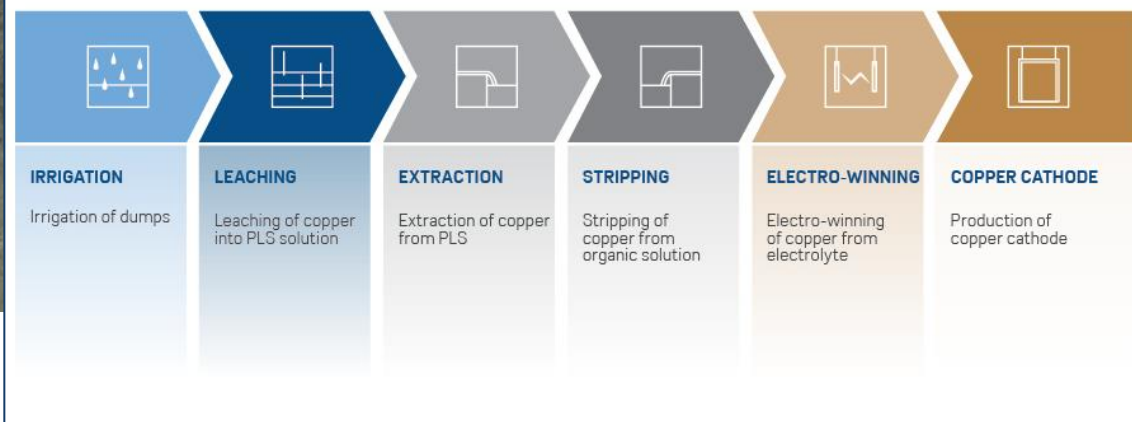 IRRIGATION
Irrigation of dumps
LEACHING
Leaching of copper
into PLS solution
EXTRACTION
Extraction of copper
from PLS
STRIPPING
Stripping of
copper from
organic solution
ELECTRO-WINNING
Electro-winning
of copper from
electrolyte
COPPER CATHODE
Production of
copper cathode